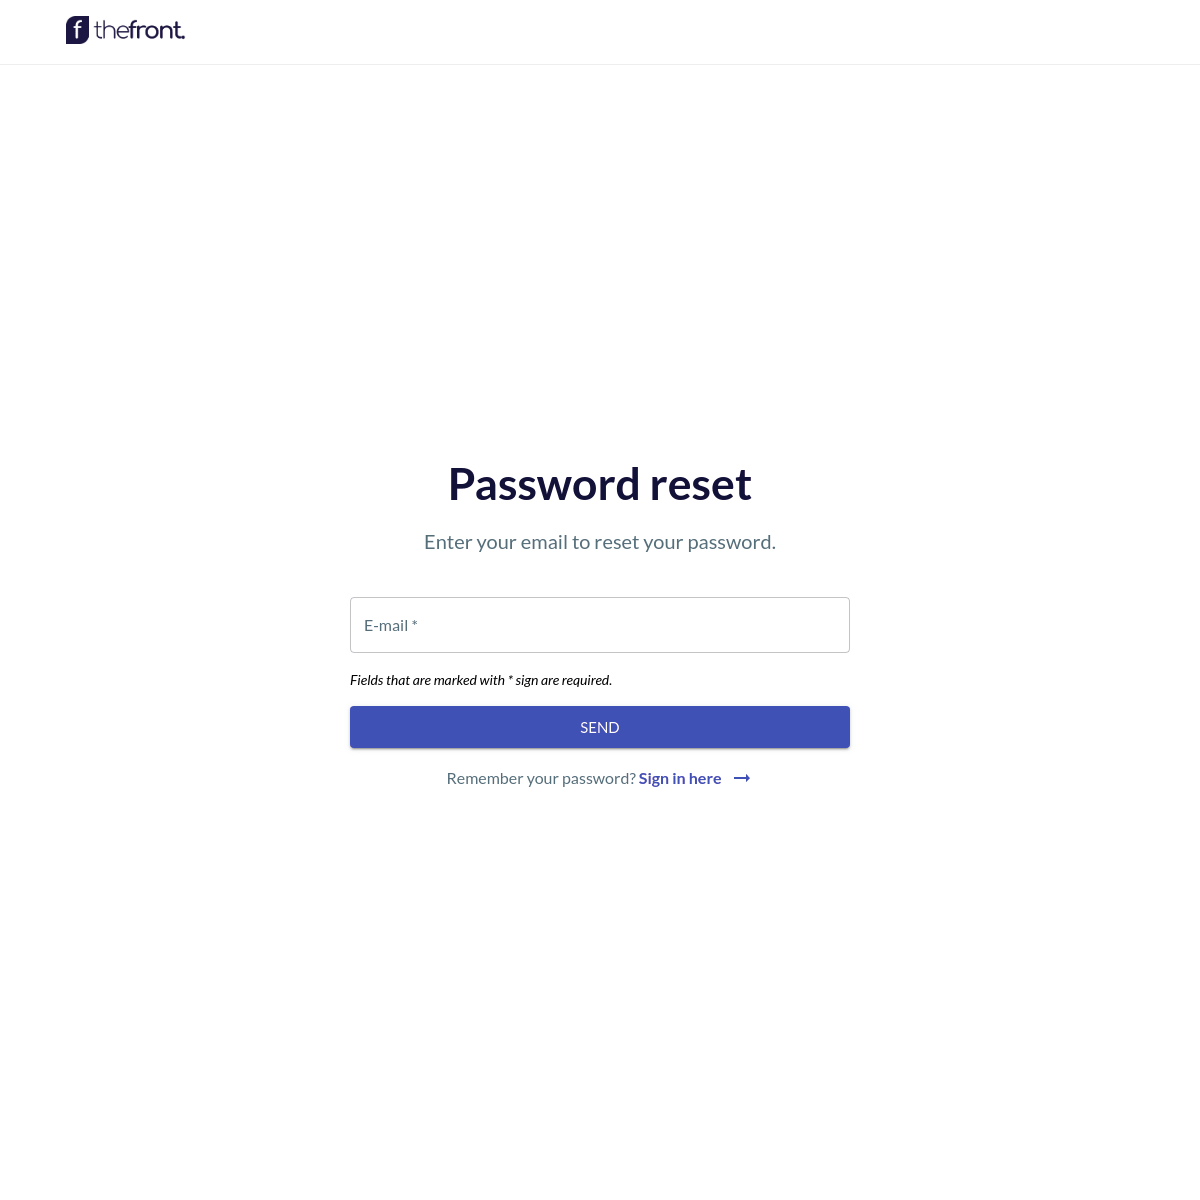 f thefront.
Password reset
Enter your email to reset your password.
E-mail *
Fields that are marked with * sign are required.
SEND
Remember your password? Sign in here →